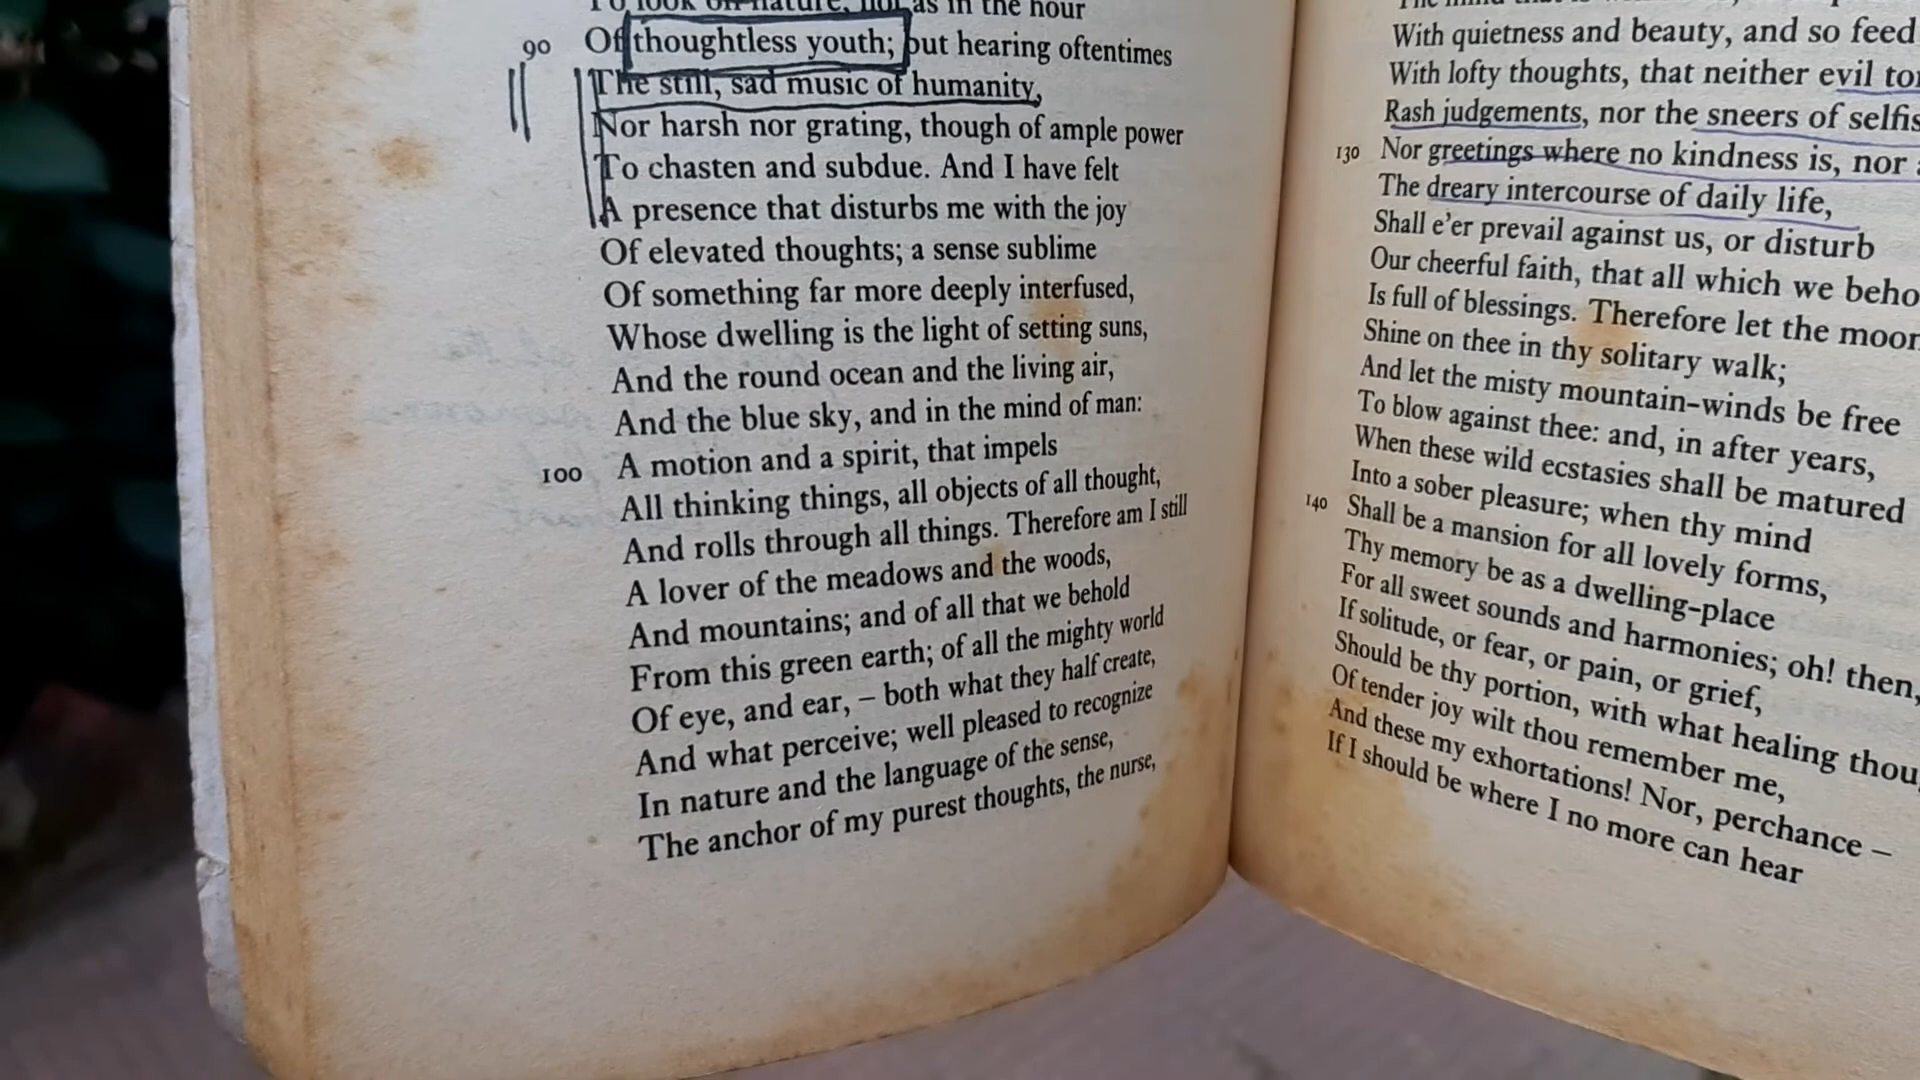 To look on nature, not as in the hour
90 Of thoughtless youth; but hearing oftentimes
The still, sad music of humanity,
Nor harsh nor grating, though of ample power
To chasten and subdue. And I have felt
A presence that disturbs me with the joy
Of elevated thoughts; a sense sublime
Of something far more deeply interfused,
Whose dwelling is the light of setting suns,
And the round ocean and the living air,
And the blue sky, and in the mind of man:
100 A motion and a spirit, that impels
All thinking things, all objects of all thought,
And rolls through all things. Therefore am I still
A lover of the meadows and the woods,
And mountains; and of all that we behold
From this green earth; of all the mighty world
Of eye, and ear, – both what they half create,
And what perceive; well pleased to recognize
In nature and the language of the sense,
The anchor of my purest thoughts, the nurse,
With quietness and beauty, and so feed
With lofty thoughts, that neither evil
Rash judgements, nor the sneers of
130 Nor greetings where no kindness is, nor
The dreary intercourse of daily life,
Shall e'er prevail against us, or disturb
Our cheerful faith, that all which we
Is full of blessings. Therefore let the moon
Shine on thee in thy solitary walk;
And let the misty mountain-winds be free
To blow against thee: and, in after years,
When these wild ecstasies shall be matured
Into a sober pleasure; when thy mind
140 Shall be a mansion for all lovely forms,
Thy memory be as a dwelling-place
For all sweet sounds and harmonies; oh! then,
If solitude, or fear, or pain, or grief,
Should be thy portion, with what healing
Of tender joy wilt thou remember me,
And these my exhortations! Nor, perchance –
If I should be where I no more can hear